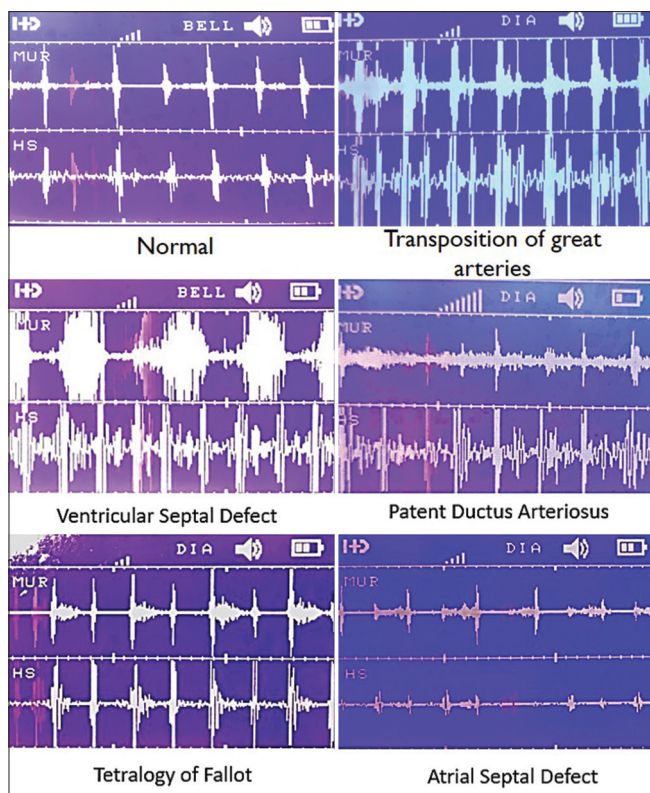 BELL
MUR
HS
Normal
DIA
MUR
HS
Transposition of great
arteries
BELL
MUR
HS
Ventricular Septal Defect
DIA
MUR
HS
Patent Ductus Arteriosus
DIA
MUR
HS
Tetralogy of Fallot
DIA
MUR
HS
Atrial Septal Defect